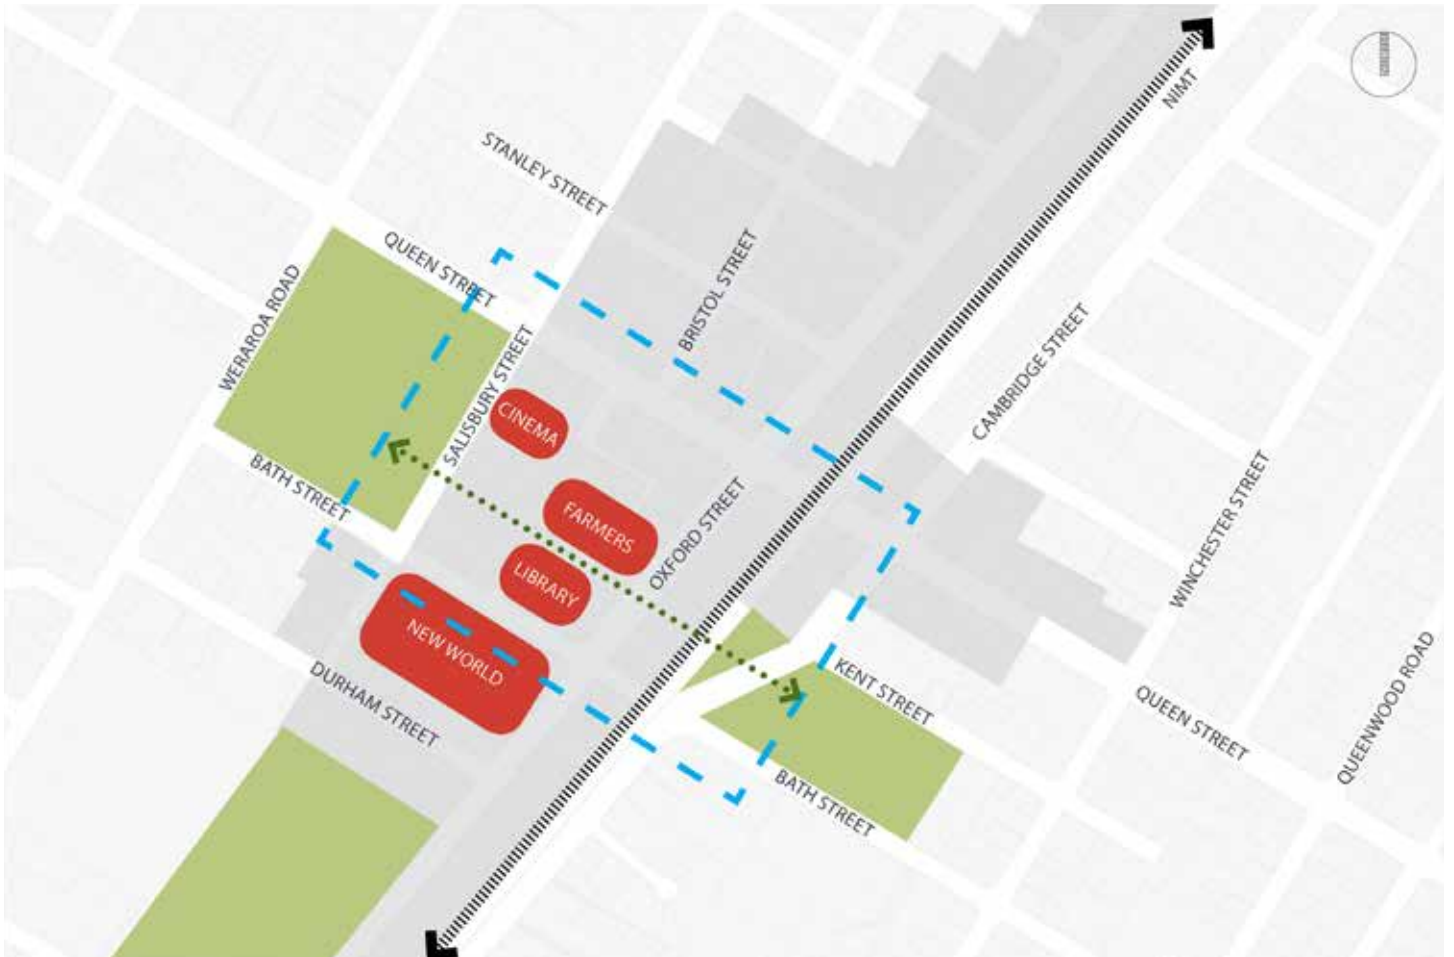 NIMT
STANLEY STREET
QUEEN STREET
BRISTOL STREET
WERAROA ROAD
SALISBURY STREET
CAMBRIDGE STREET
CINEMA
BATH STREET
FARMERS
OXFORD STREET
LIBRARY
WINCHESTER STREET
NEW WORLD
DURHAM STREET
KENT STREET
QUEEN STREET
QUEENWOOD ROAD
BATH STREET